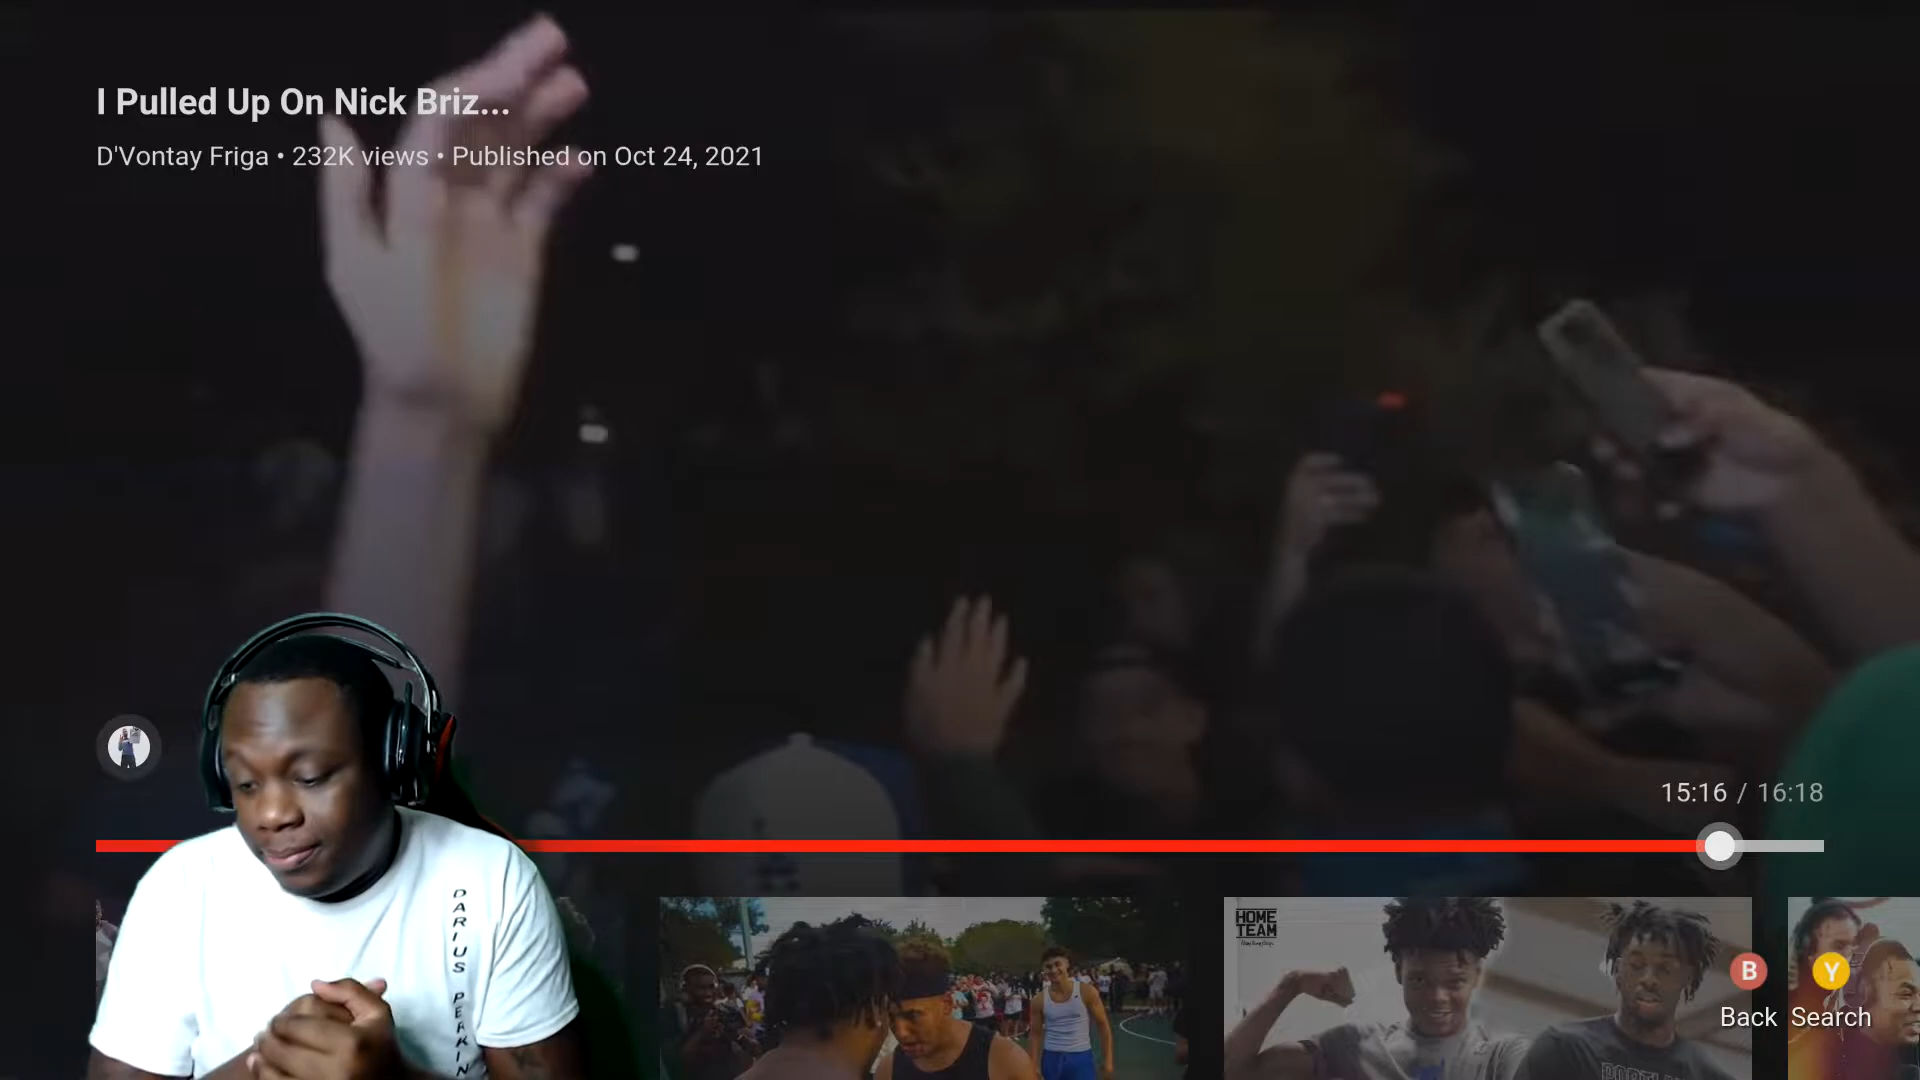 I Pulled Up On Nick Briz...
D'Vontay Friga • 232K views • Published on Oct 24, 2021
15:16 / 16:18
DARIUS PERKIN
HOME
TEAM
B
Y
Back
Search